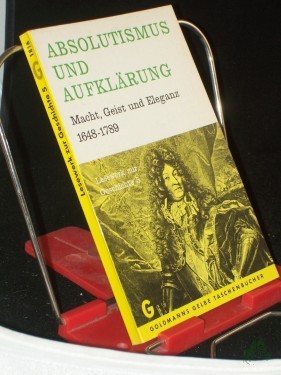 ABSOLUTISMUS
UND
AUFKLÄRUNG
Macht, Geist und Eleganz
1648-1789
Lesewerk zur
Geschichte 5
G
GOLDMANNS GELBE TASCHENBÜCHER
Lesewerk zur Geschichte 5
G